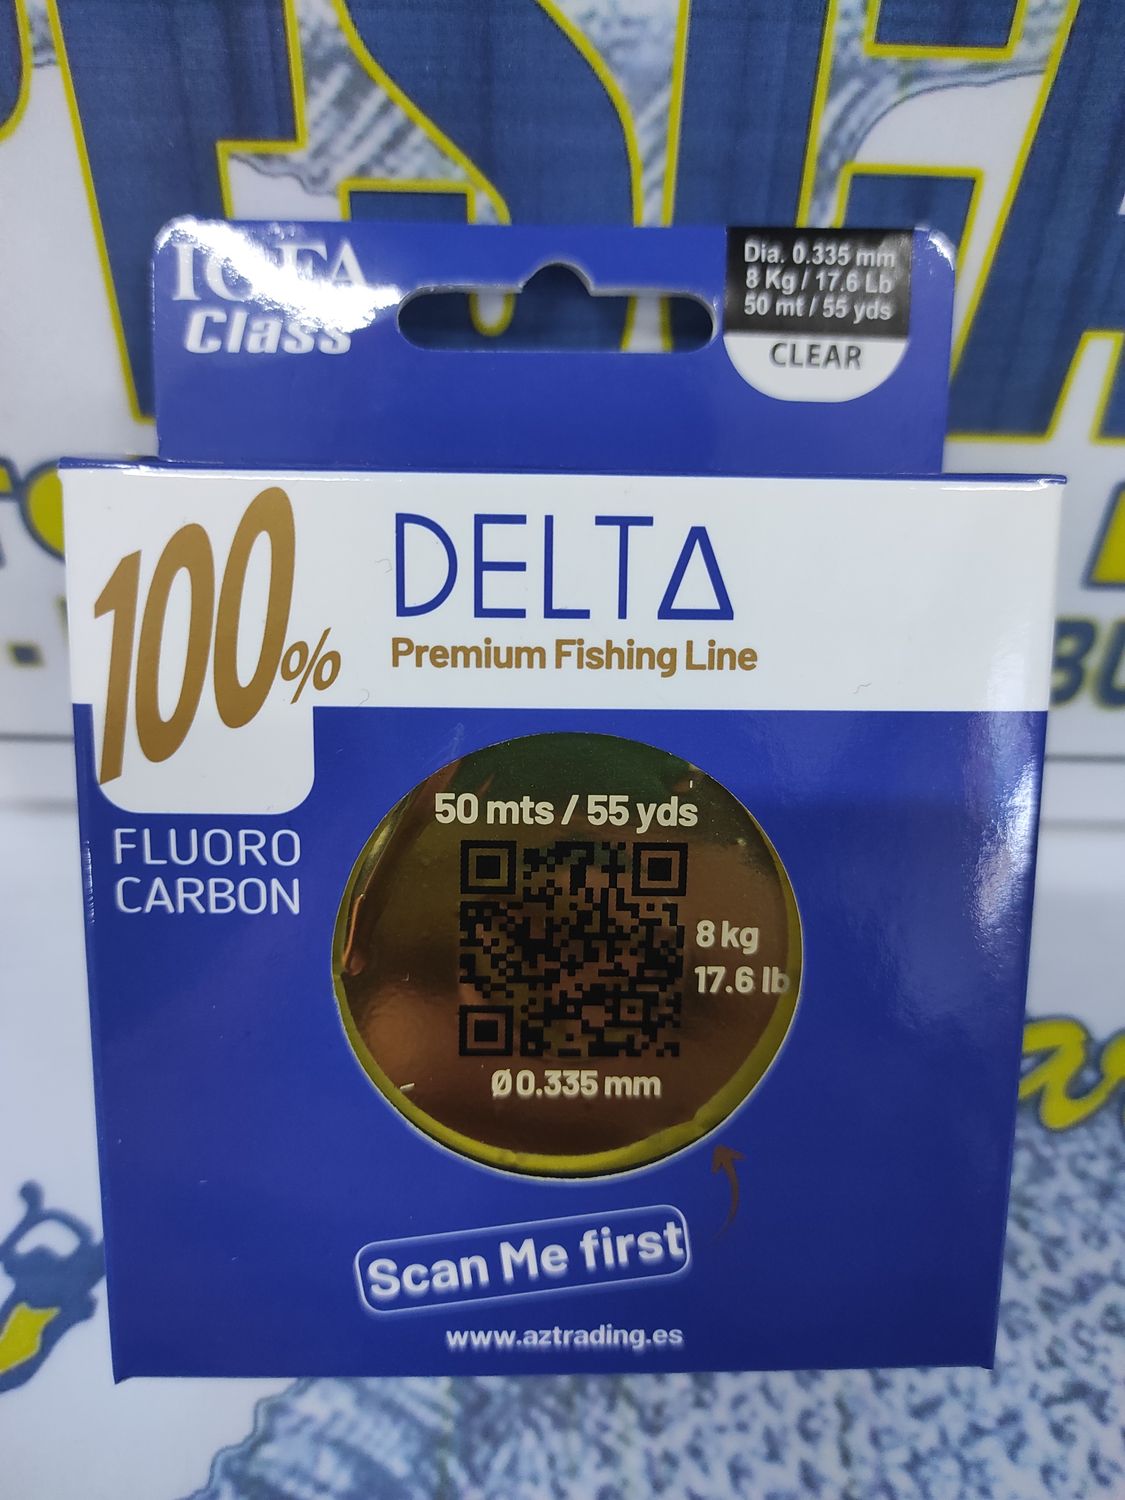 Class
Dia. 0.335 mm
8 Kg / 17.6 Lb
50 mt / 55 yds
CLEAR
100%
FLUORO
CARBON
DELTA
Premium Fishing Line
50 mts / 55 yds
8 kg
17.6 lb
Ø 0.335 mm
Scan Me first
www.aztrading.es